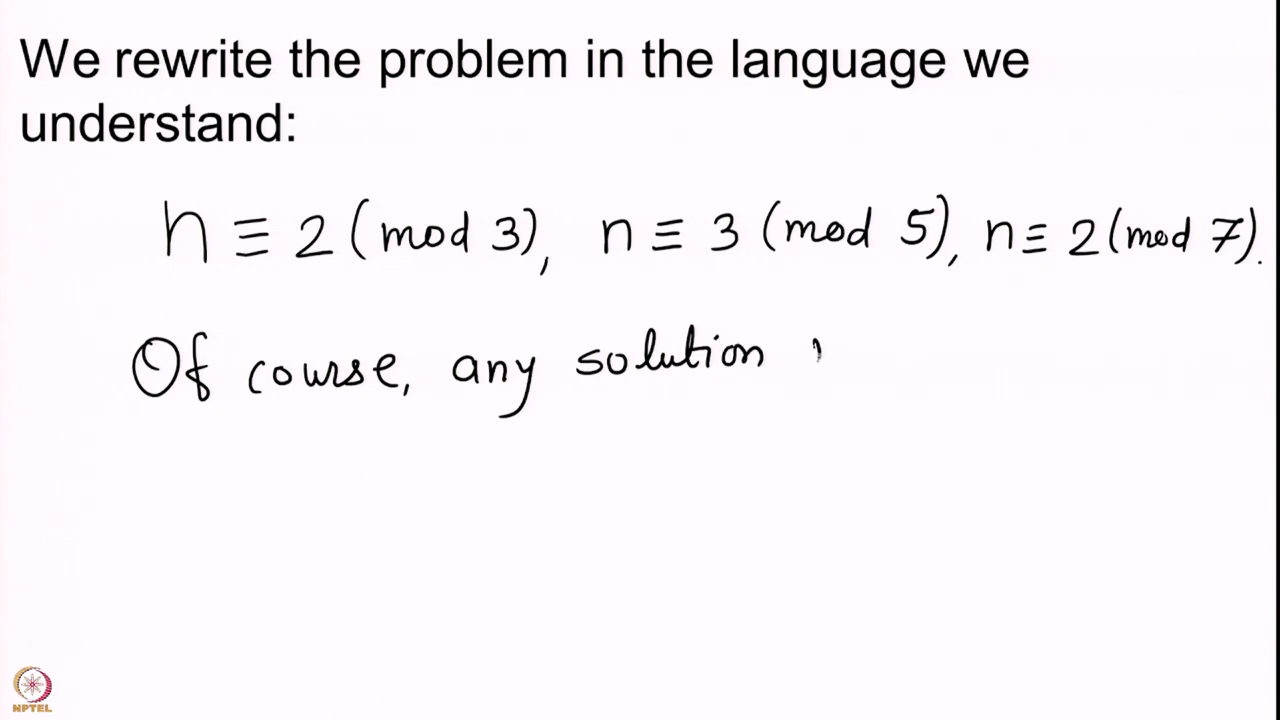 We rewrite the problem in the language we
understand:
n ≡ 2 (mod 3), n ≡ 3 (mod 5), n ≡ 2 (mod 7).
Of course, any solution
NPTEL